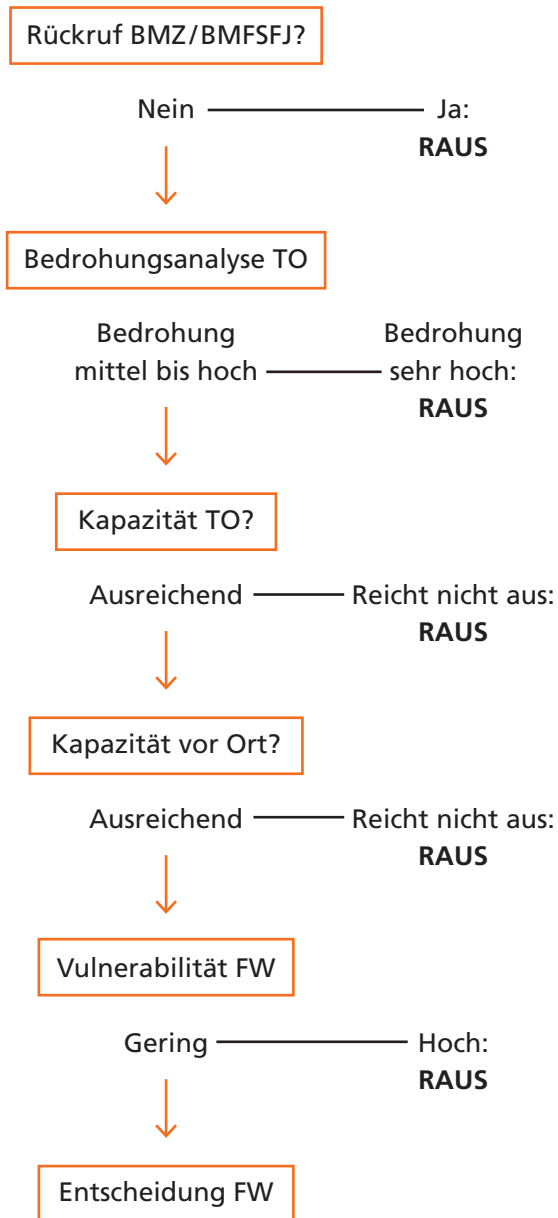 Rückruf BMZ/BMFSFJ?
Nein Ja:
RAUS
Bedrohungsanalyse TO
Bedrohung Bedrohung
mittel bis hoch sehr hoch:
RAUS
Kapazität TO?
Ausreichend Reicht nicht aus:
RAUS
Kapazität vor Ort?
Ausreichend Reicht nicht aus:
RAUS
Vulnerabilität FW
Gering Hoch:
RAUS
Entscheidung FW